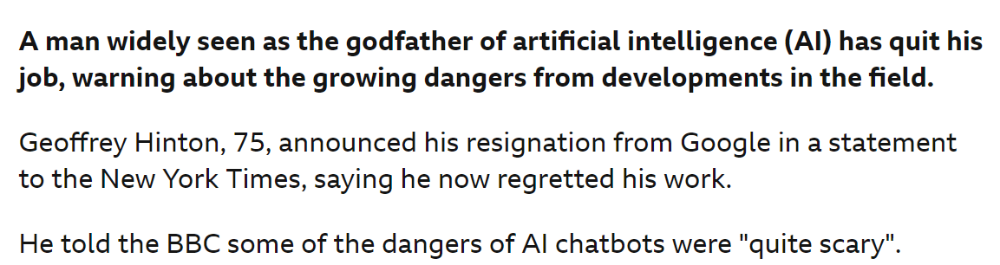 A man widely seen as the godfather of artificial intelligence (AI) has quit his
job, warning about the growing dangers from developments in the field.
Geoffrey Hinton, 75, announced his resignation from Google in a statement
to the New York Times, saying he now regretted his work.
He told the BBC some of the dangers of AI chatbots were "quite scary".